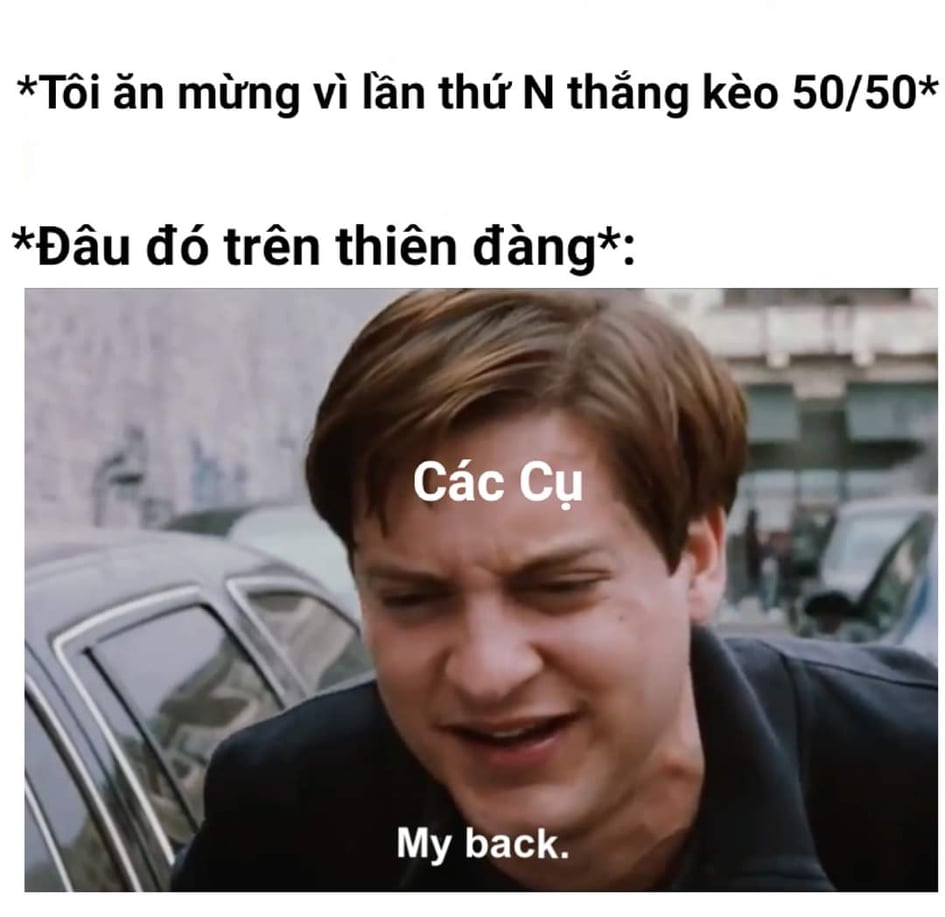 *Tôi ăn mừng vì lần thứ N thắng kèo 50/50*
*Đâu đó trên thiên đàng*:
Các Cụ
My back.